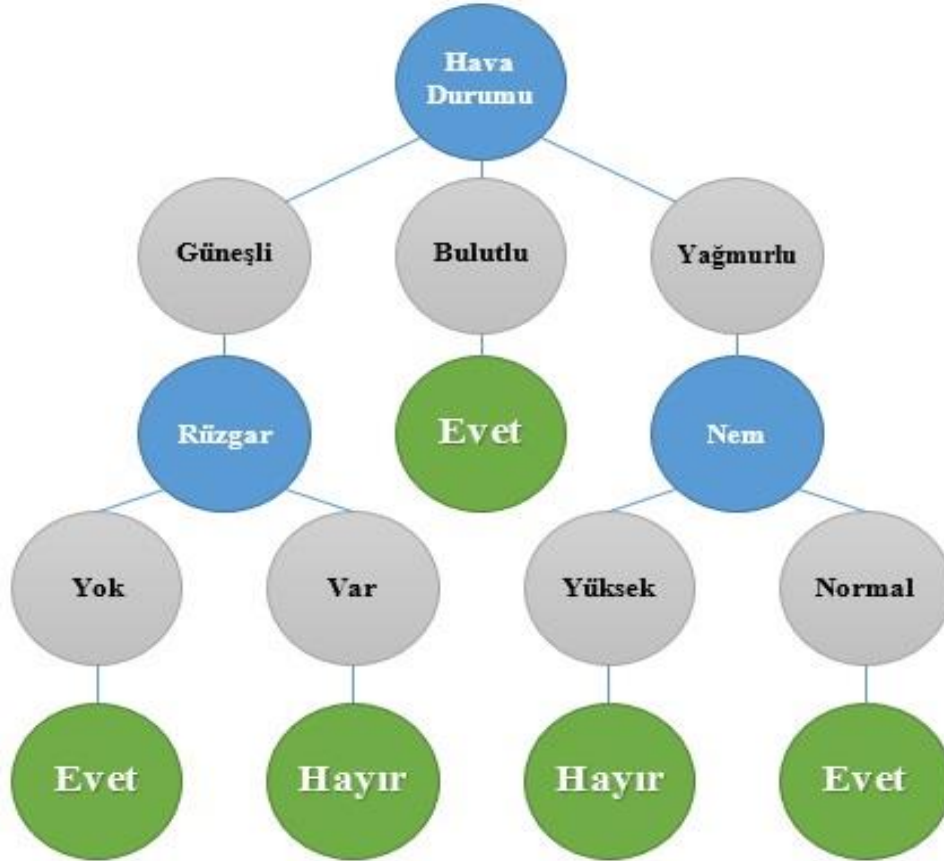 Hava
Durumu
Güneşli
Bulutlu
Yağmurlu
Rüzgar
Evet
Nem
Yok
Var
Yüksek
Normal
Evet
Hayır
Hayır
Evet